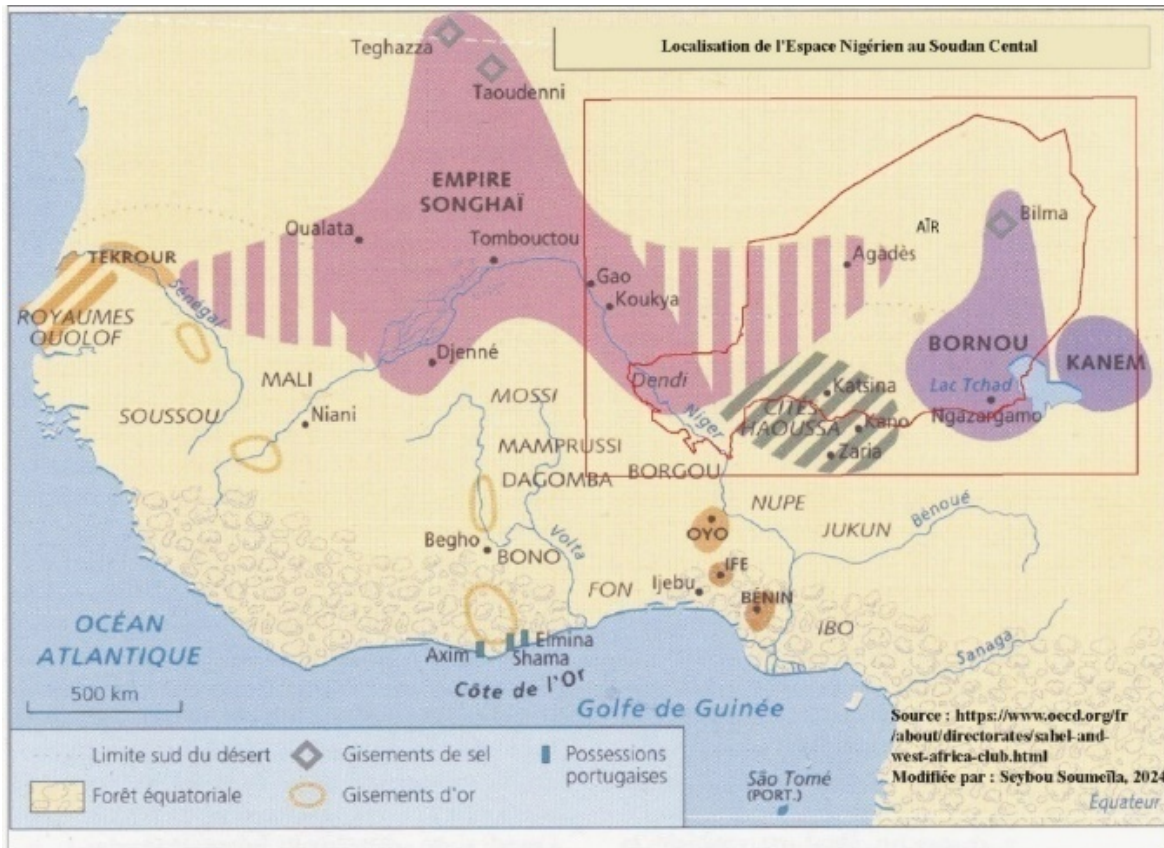 Localisation de l'Espace Nigérien au Soudan Cental
Teghazza
Taoudenni
EMPIRE
SONGHAÏ
Oualata
Tombouctou
TEKROUR
Sénégal
ROYAUMES
OUOLOF
Gao
Koukya
AÏR
Agadès
Bilma
BORNOU
KANEM
Lac Tchad
Ngazargamo
Djenné
MALI
Niani
SOUSSOU
MOSSI
MAMPRUSSI
DAGOMBA
BORGOU
Dendi
Niger
Katsina
CITÉS
HAOUSSA
Kano
Zaria
NUPE
JUKUN
Bénoué
OYO
Begho
BONO
Volta
FON
Ijebu
IFE
BÉNIN
IBO
Sanaga
Axim
Elmina
Shama
Côte de l'Or
OCÉAN
ATLANTIQUE
500 km
Golfe de Guinée
Source : https://www.oecd.org/fr
/about/directorates/sahel-and-
west-africa-club.html
Modifiée par : Seybou Soumeïla, 2024
São Tomé
(PORT.)
Équateur
Limite sud du désert
Gisements de sel
Possessions
portugaises
Forêt équatoriale
Gisements d'or